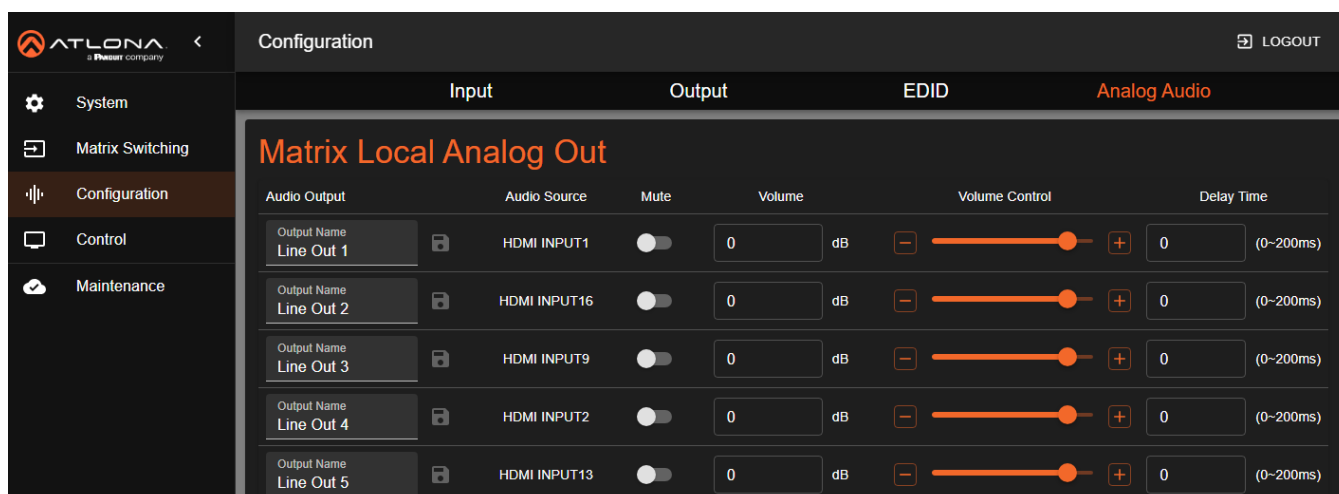 ATLONA
a PANDUIT company
Configuration
LOGOUT
System
Matrix Switching
Configuration
Control
Maintenance
Input Output EDID Analog Audio
Matrix Local Analog Out
Audio Output Audio Source Mute Volume Volume Control Delay Time
Output Name
Line Out 1 HDMI INPUT1 0 dB 0 (0~200ms)
Output Name
Line Out 2 HDMI INPUT16 0 dB 0 (0~200ms)
Output Name
Line Out 3 HDMI INPUT9 0 dB 0 (0~200ms)
Output Name
Line Out 4 HDMI INPUT2 0 dB 0 (0~200ms)
Output Name
Line Out 5 HDMI INPUT13 0 dB 0 (0~200ms)